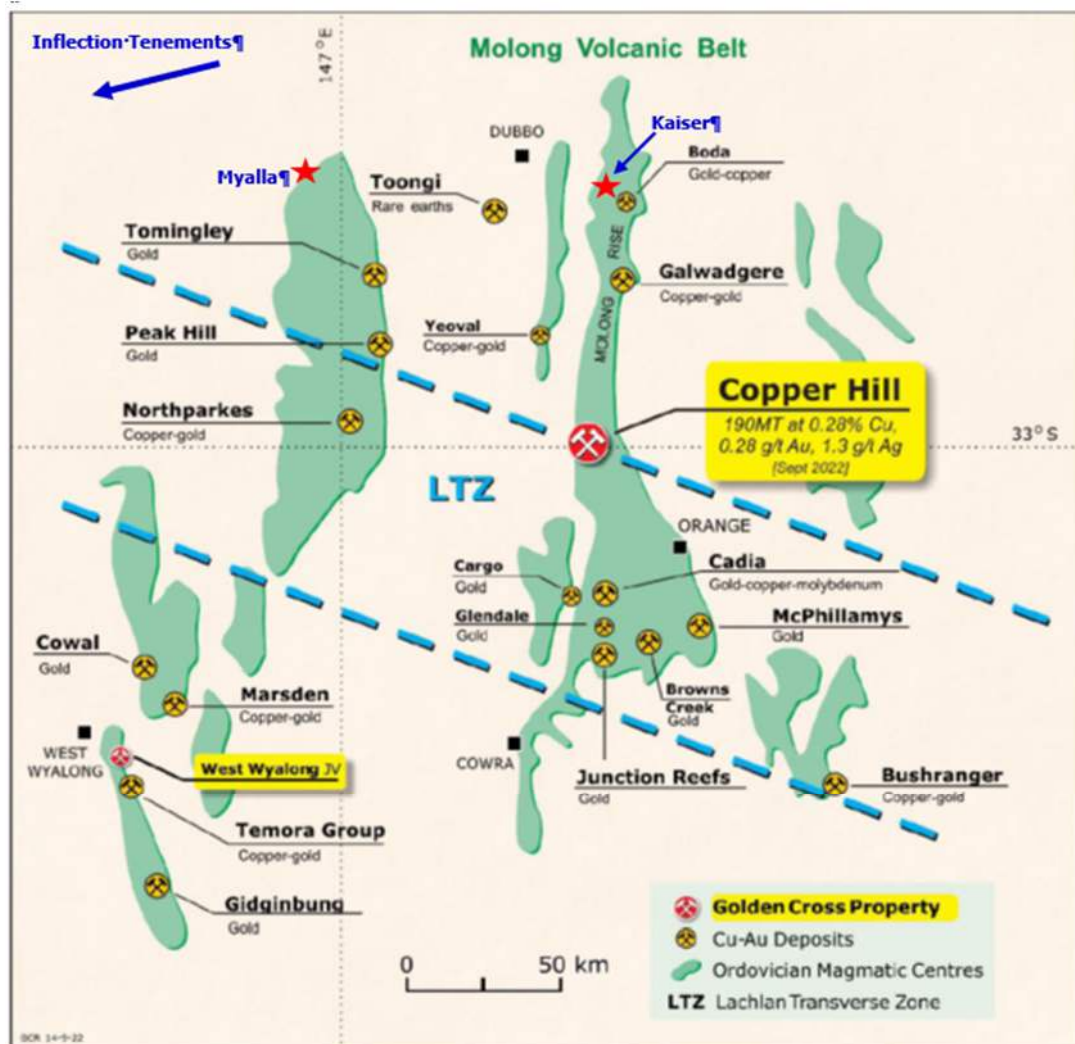 Inflection·Tenements¶
147°E
Molong Volcanic Belt
DUBBO
Kaiser¶
Boda
Gold-copper
Myalla¶
Toongi
Rare earths
Tomingley
Gold
MOLONG RISE
Galwadgere
Copper-gold
Peak Hill
Gold
Yeoval
Copper-gold
Northparkes
Copper-gold
Copper Hill
190MT at 0.28% Cu,
0.28 g/t Au, 1.3 g/t Ag
[Sept 2022]
33°S
LTZ
ORANGE
Cargo
Gold
Cadia
Gold-copper-molybdenum
Glendale
Gold
McPhillamys
Gold
Cowal
Gold
Marsden
Copper-gold
Browns
Creek
Gold
WEST
WYALONG
West Wyalong JV
COWRA
Junction Reefs
Gold
Bushranger
Copper-gold
Temora Group
Copper-gold
Gidginbung
Gold
0 50 km
Golden Cross Property
Cu-Au Deposits
Ordovician Magmatic Centres
LTZ Lachlan Transverse Zone